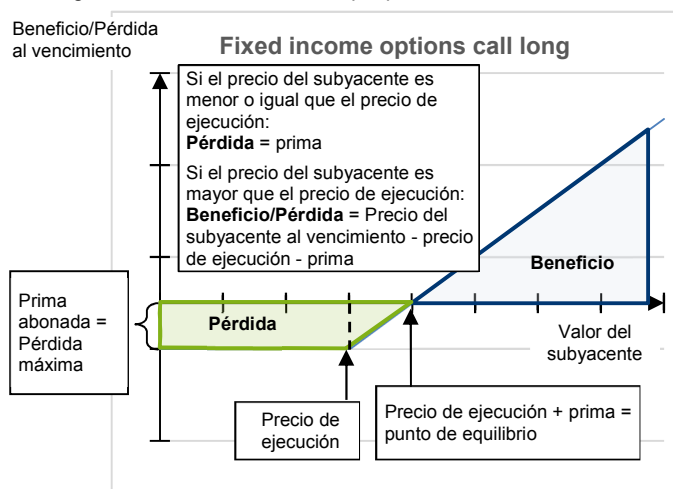 Beneficio/Pérdida
al vencimiento
Fixed income options call long
Si el precio del subyacente es
menor o igual que el precio de
ejecución:
Pérdida = prima
Si el precio del subyacente es
mayor que el precio de ejecución:
Beneficio/Pérdida = Precio del
subyacente al vencimiento - precio
de ejecución - prima
Beneficio
Prima
abonada =
Pérdida
máxima
Pérdida
Valor del
subyacente
Precio de
ejecución
Precio de ejecución + prima =
punto de equilibrio